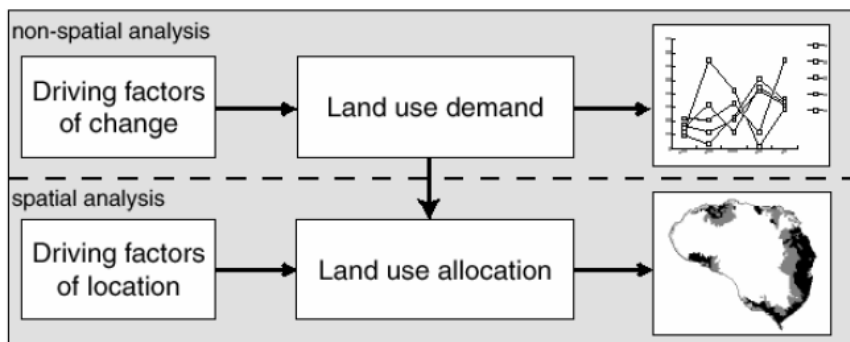 non-spatial analysis
Driving factors
of change
Land use demand
spatial analysis
Driving factors
of location
Land use allocation